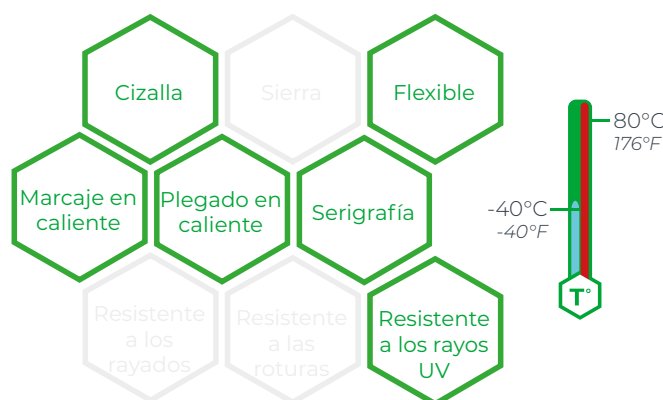 Cizalla
Sierra
Flexible
Marcaje en
caliente
Plegado en
caliente
Serigrafía
Resistente
a los
rayados
Resistente
a las
roturas
Resistente
a los rayos
UV
80°C
176°F
-40°C
-40°F
T°